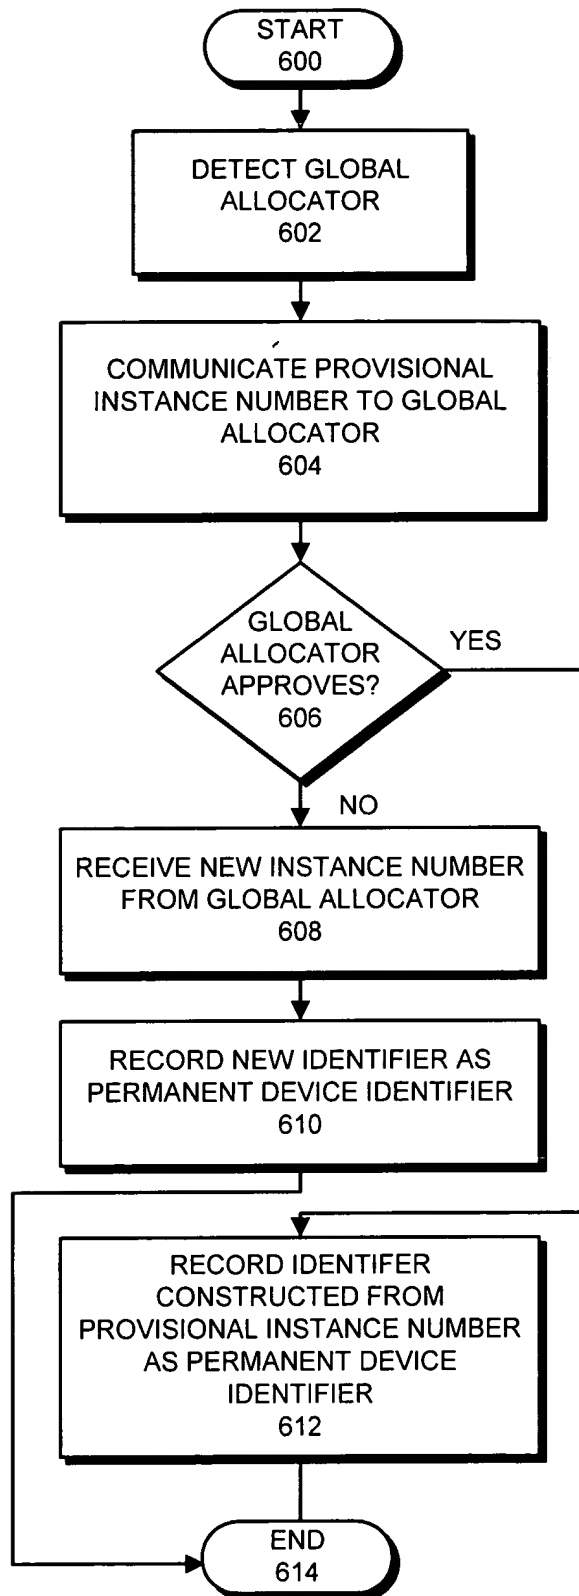 START
600
DETECT GLOBAL
ALLOCATOR
602
COMMUNICATE PROVISIONAL
INSTANCE NUMBER TO GLOBAL
ALLOCATOR
604
GLOBAL
ALLOCATOR
APPROVES?
606
YES
NO
RECEIVE NEW INSTANCE NUMBER
FROM GLOBAL ALLOCATOR
608
RECORD NEW IDENTIFIER AS
PERMANENT DEVICE IDENTIFIER
610
RECORD IDENTIFER
CONSTRUCTED FROM
PROVISIONAL INSTANCE NUMBER
AS PERMANENT DEVICE
IDENTIFIER
612
END
614